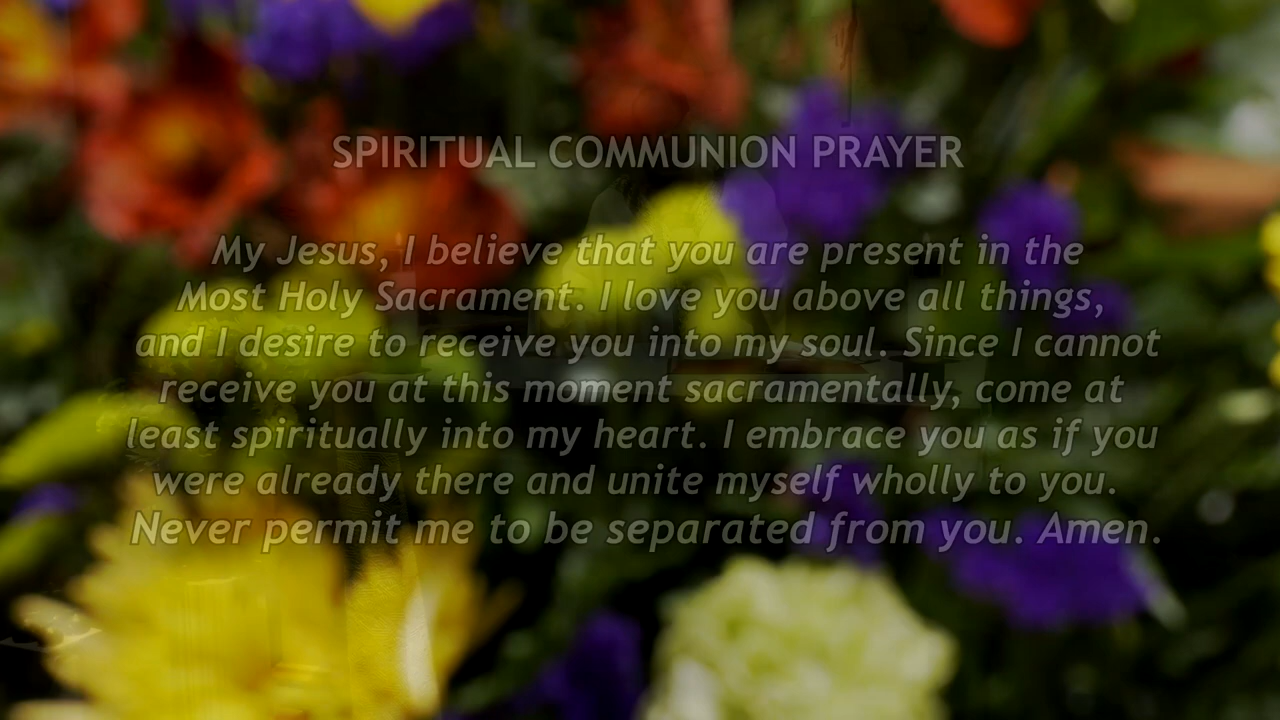 SPIRITUAL COMMUNION PRAYER
My Jesus, I believe that you are present in the
Most Holy Sacrament. I love you above all things,
and I desire to receive you into my soul. Since I cannot
receive you at this moment sacramentally, come at
least spiritually into my heart. I embrace you as if you
were already there and unite myself wholly to you.
Never permit me to be separated from you. Amen.